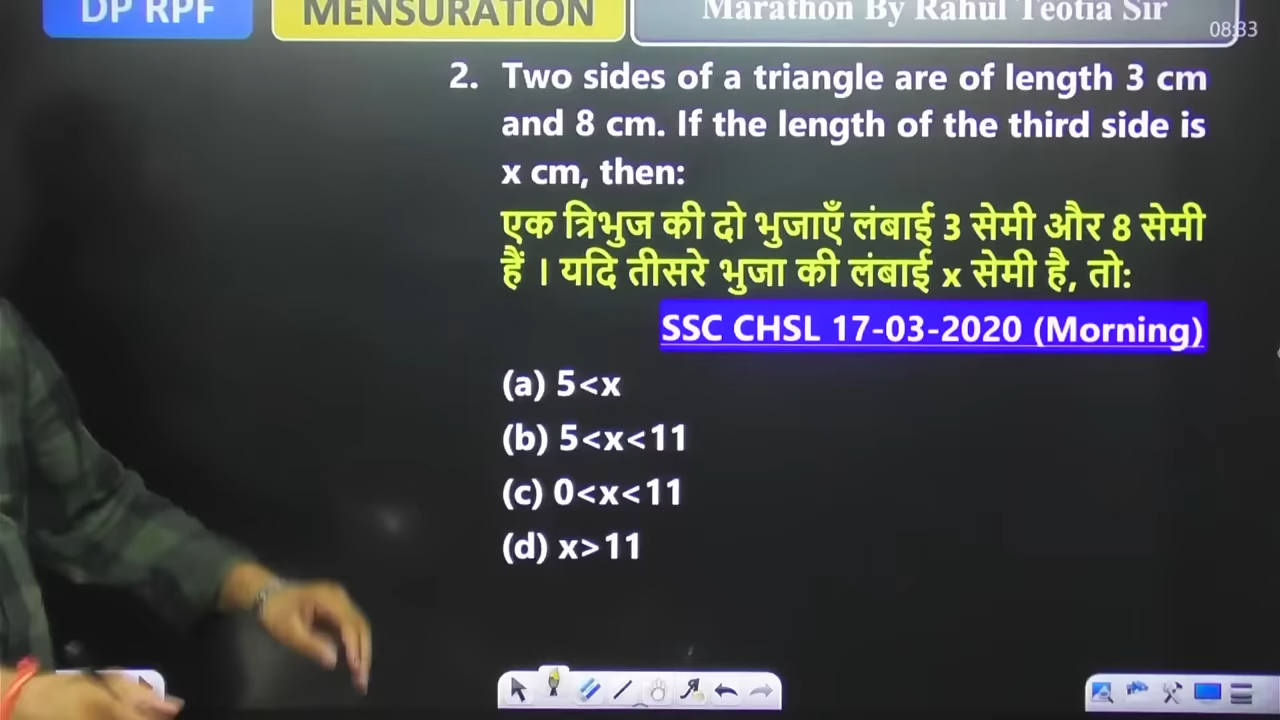 DP RPF
MENSURATION
Marathon By Rahul Teotia Sir
08:33
2. Two sides of a triangle are of length 3 cm
and 8 cm. If the length of the third side is
x cm, then:
एक त्रिभुज की दो भुजाएँ लंबाई 3 सेमी और 8 सेमी
हैं । यदि तीसरे भुजा की लंबाई x सेमी है, तो:
SSC CHSL 17-03-2020 (Morning)
(a) 5<x
(b) 5<x<11
(c) 0<x<11
(d) x>11